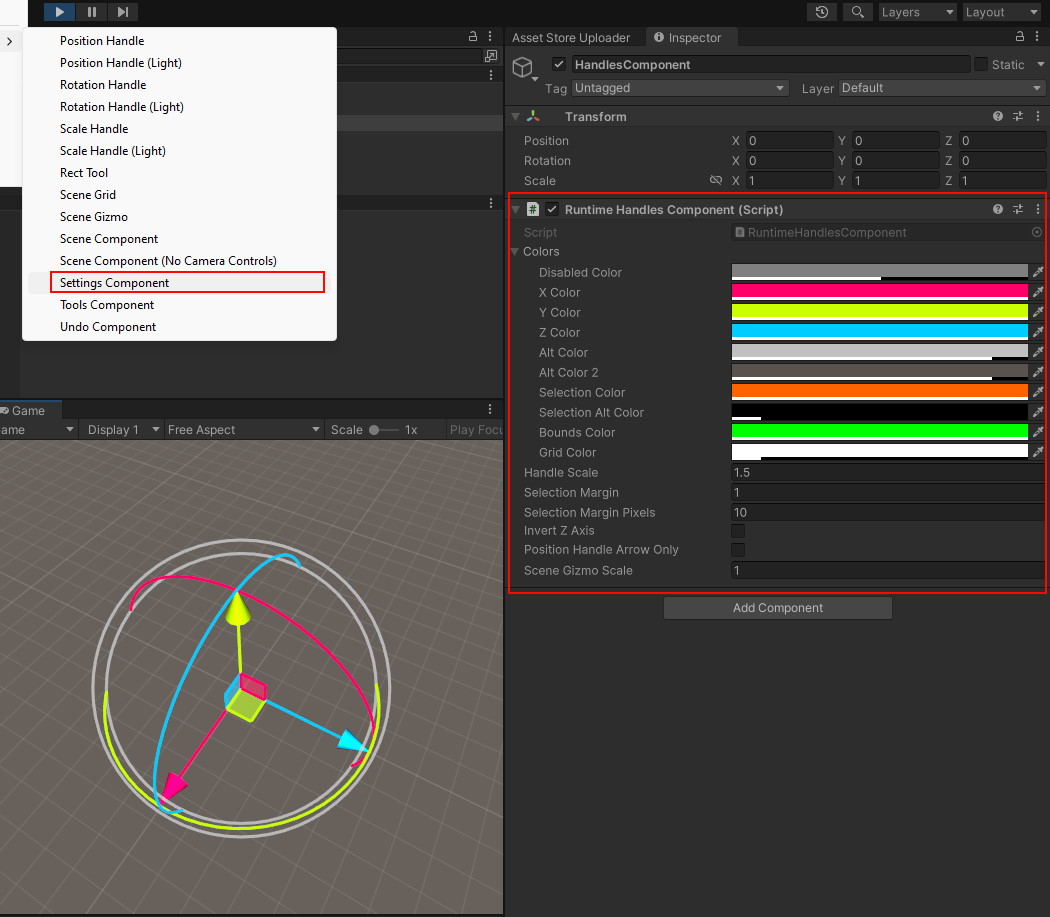 Layers
Layout
Position Handle
Position Handle (Light)
Rotation Handle
Rotation Handle (Light)
Scale Handle
Scale Handle (Light)
Rect Tool
Scene Grid
Scene Gizmo
Scene Component
Scene Component (No Camera Controls)
Settings Component
Tools Component
Undo Component
Game
ame
Display 1
Free Aspect
Scale
1x
Play Focu
Asset Store Uploader
Inspector
HandlesComponent
Static
Tag Untagged
Layer Default
Transform
Position X 0 Y 0 Z 0
Rotation X 0 Y 0 Z 0
Scale X 1 Y 1 Z 1
# Runtime Handles Component (Script)
Script RuntimeHandlesComponent
Colors
Disabled Color
X Color
Y Color
Z Color
Alt Color
Alt Color 2
Selection Color
Selection Alt Color
Bounds Color
Grid Color
Handle Scale 1.5
Selection Margin 1
Selection Margin Pixels 10
Invert Z Axis
Position Handle Arrow Only
Scene Gizmo Scale 1
Add Component